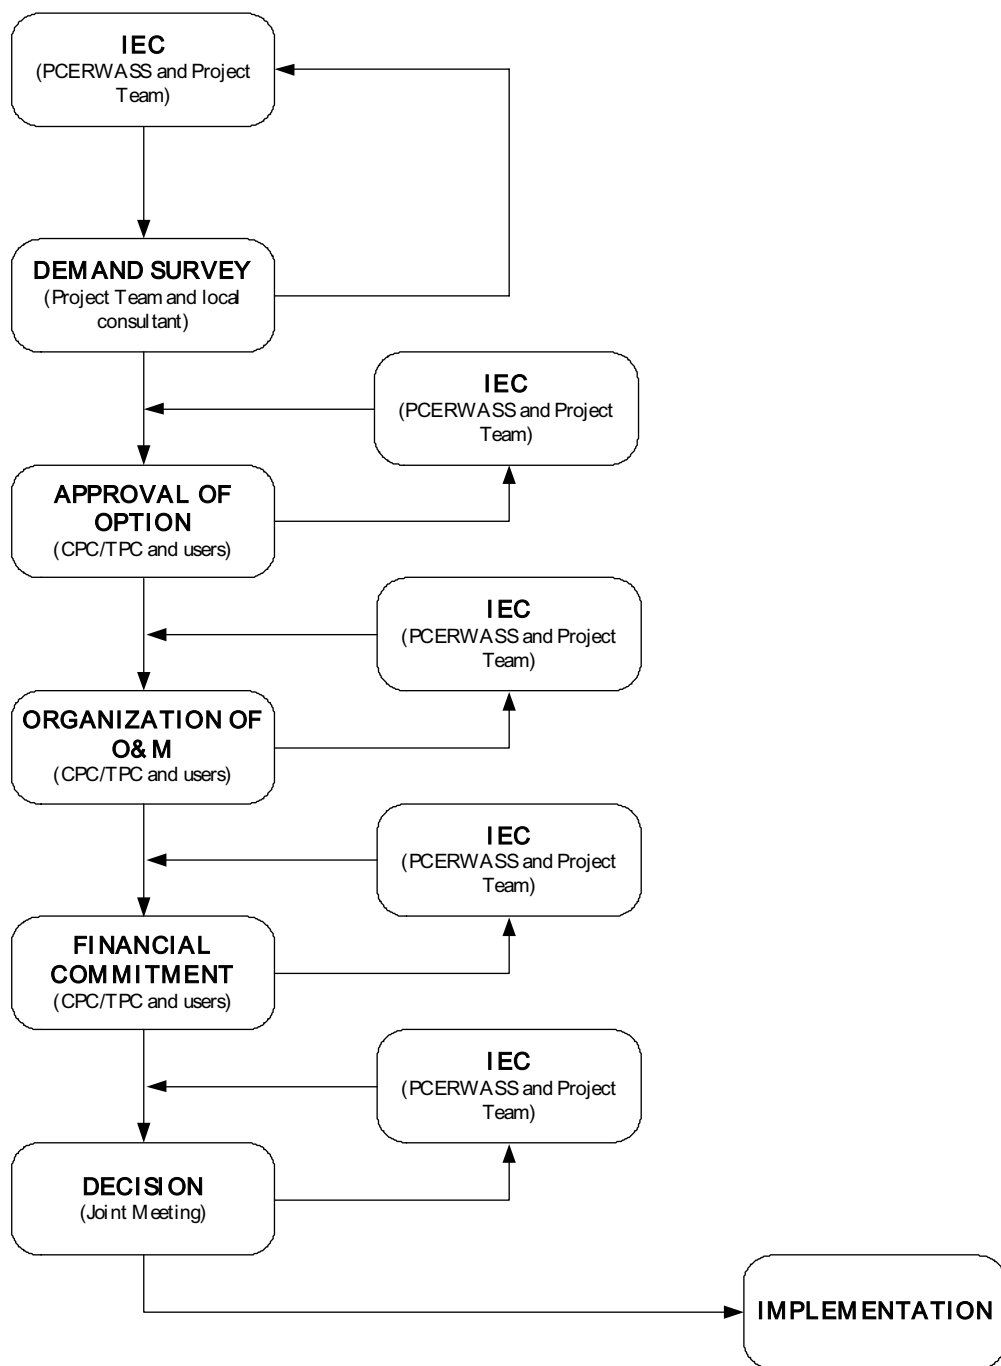 IEC
(PCERWASS and Project
Team)
DEMAND SURVEY
(Project Team and local
consultant)
IEC
(PCERWASS and Project
Team)
APPROVAL OF
OPTION
(CPC/TPC and users)
IEC
(PCERWASS and Project
Team)
ORGANIZATION OF
O&M
(CPC/TPC and users)
IEC
(PCERWASS and Project
Team)
FINANCIAL
COMMITMENT
(CPC/TPC and users)
IEC
(PCERWASS and Project
Team)
DECISION
(Joint Meeting)
IMPLEMENTATION